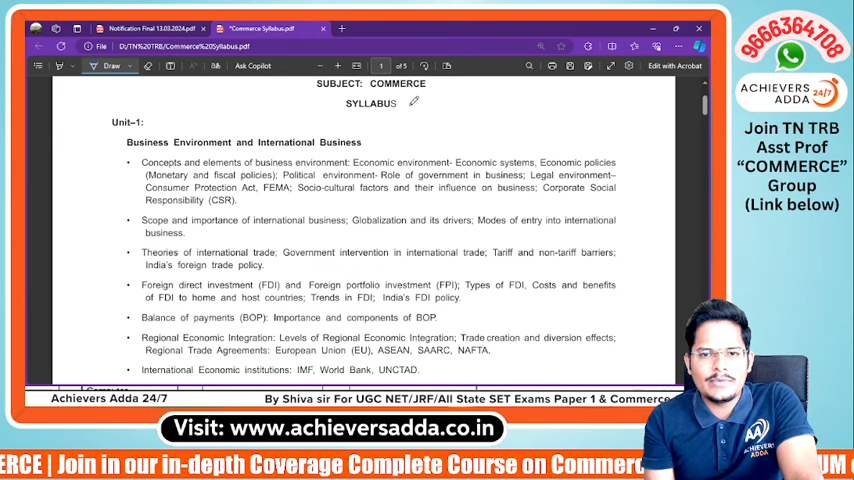 Notification Final 13.03.2024.pdf
*Commerce Syllabus.pdf
File
D:/TN%20TRB/Commerce%20Syllabus.pdf
Draw
Ask Copilot
1
of 5
Edit with Acrobat
SUBJECT: COMMERCE
SYLLABUS
Unit–1:
Business Environment and International Business
• Concepts and elements of business environment: Economic environment- Economic systems, Economic policies
(Monetary and fiscal policies); Political environment- Role of government in business; Legal environment–
Consumer Protection Act, FEMA; Socio-cultural factors and their influence on business; Corporate Social
Responsibility (CSR).
• Scope and importance of international business; Globalization and its drivers; Modes of entry into international
business.
• Theories of international trade; Government intervention in international trade; Tariff and non-tariff barriers;
India's foreign trade policy.
• Foreign direct investment (FDI) and Foreign portfolio investment (FPI); Types of FDI, Costs and benefits
of FDI to home and host countries; Trends in FDI; India's FDI policy.
• Balance of payments (BOP): Importance and components of BOP.
• Regional Economic Integration: Levels of Regional Economic Integration; Trade creation and diversion effects;
Regional Trade Agreements: European Union (EU), ASEAN, SAARC, NAFTA.
• International Economic institutions: IMF, World Bank, UNCTAD.
Achievers Adda 24/7
By Shiva sir For UGC NET/JRF/All State SET Exams Paper 1 & Commerce
9666364708
ACHIEVERS
ADDA 24/7
Join TN TRB
Asst Prof
“COMMERCE”
Group
(Link below)
AA
ACHIEVERS
ADDA
Visit: www.achieversadda.co.in
ERCE | Join in our in-depth Coverage Complete Course on Commer
UM